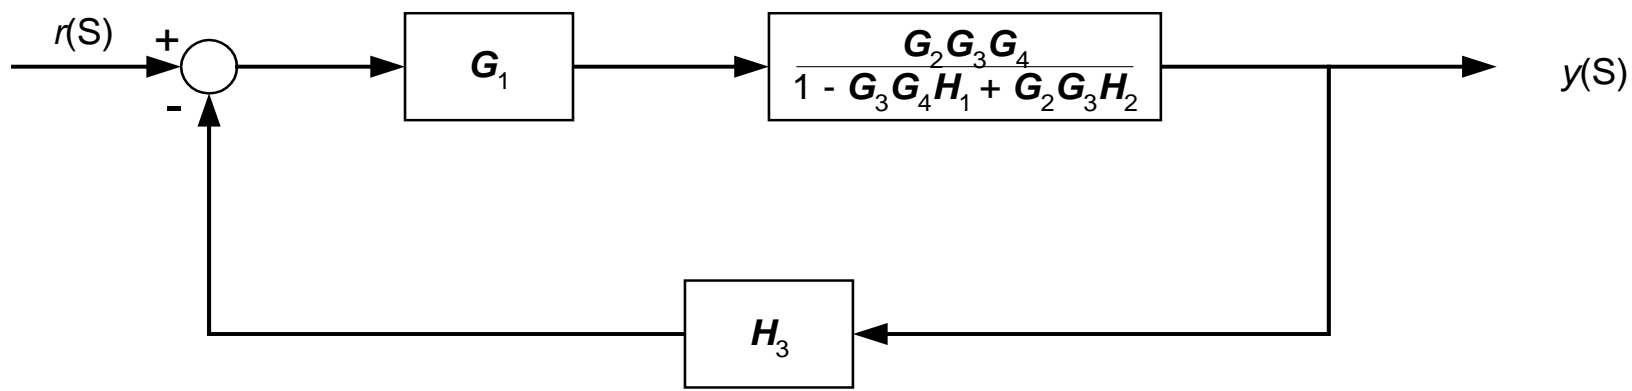 r(S)
+
-
G₁
G₂G₃G₄
1 - G₃G₄H₁ + G₂G₃H₂
y(S)
H₃